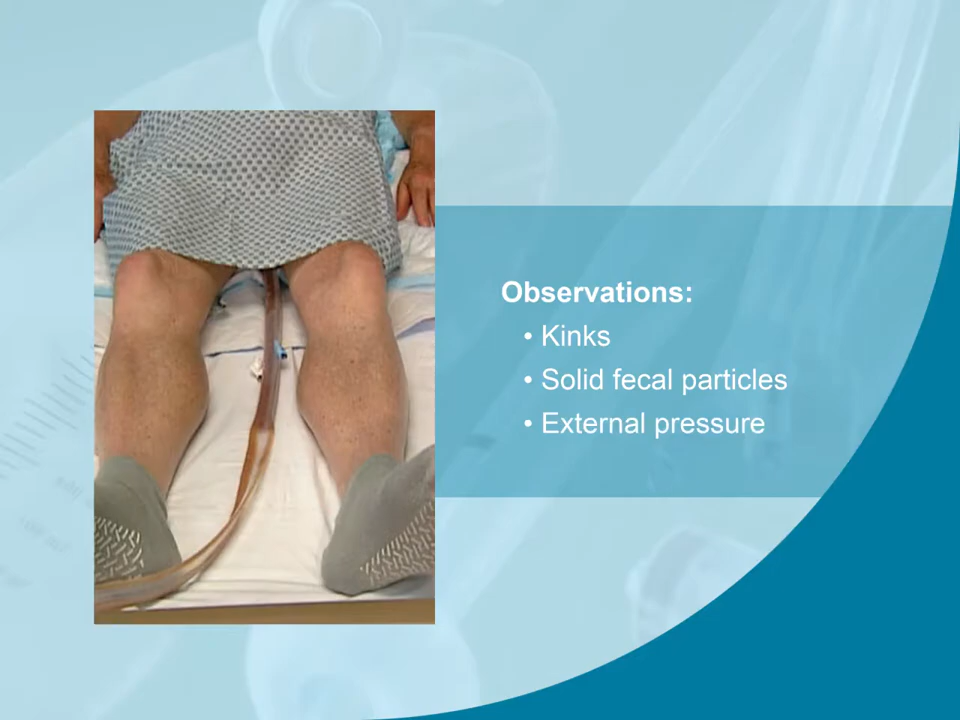 Observations:
• Kinks
• Solid fecal particles
• External pressure